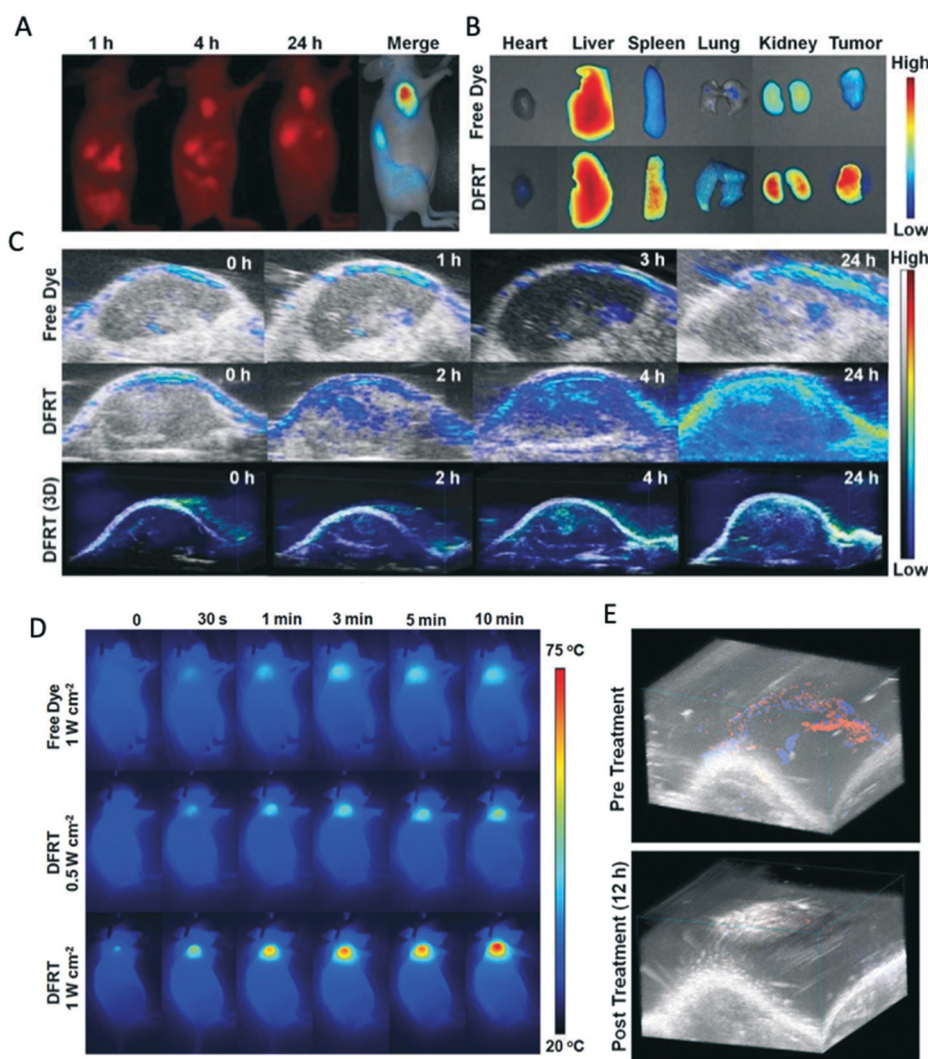 A
1 h 4 h 24 h Merge
B
Heart Liver Spleen Lung Kidney Tumor
Free Dye
DFRT
High
Low
C
Free Dye
0 h 1 h 3 h 24 h
DFRT
0 h 2 h 4 h 24 h
DFRT (3D)
0 h 2 h 4 h 24 h
High
Low
D
0 30 s 1 min 3 min 5 min 10 min
Free Dye
1 W cm⁻²
DFRT
0.5 W cm⁻²
DFRT
1 W cm⁻²
75 ºC
20 ºC
E
Pre Treatment
Post Treatment (12 h)